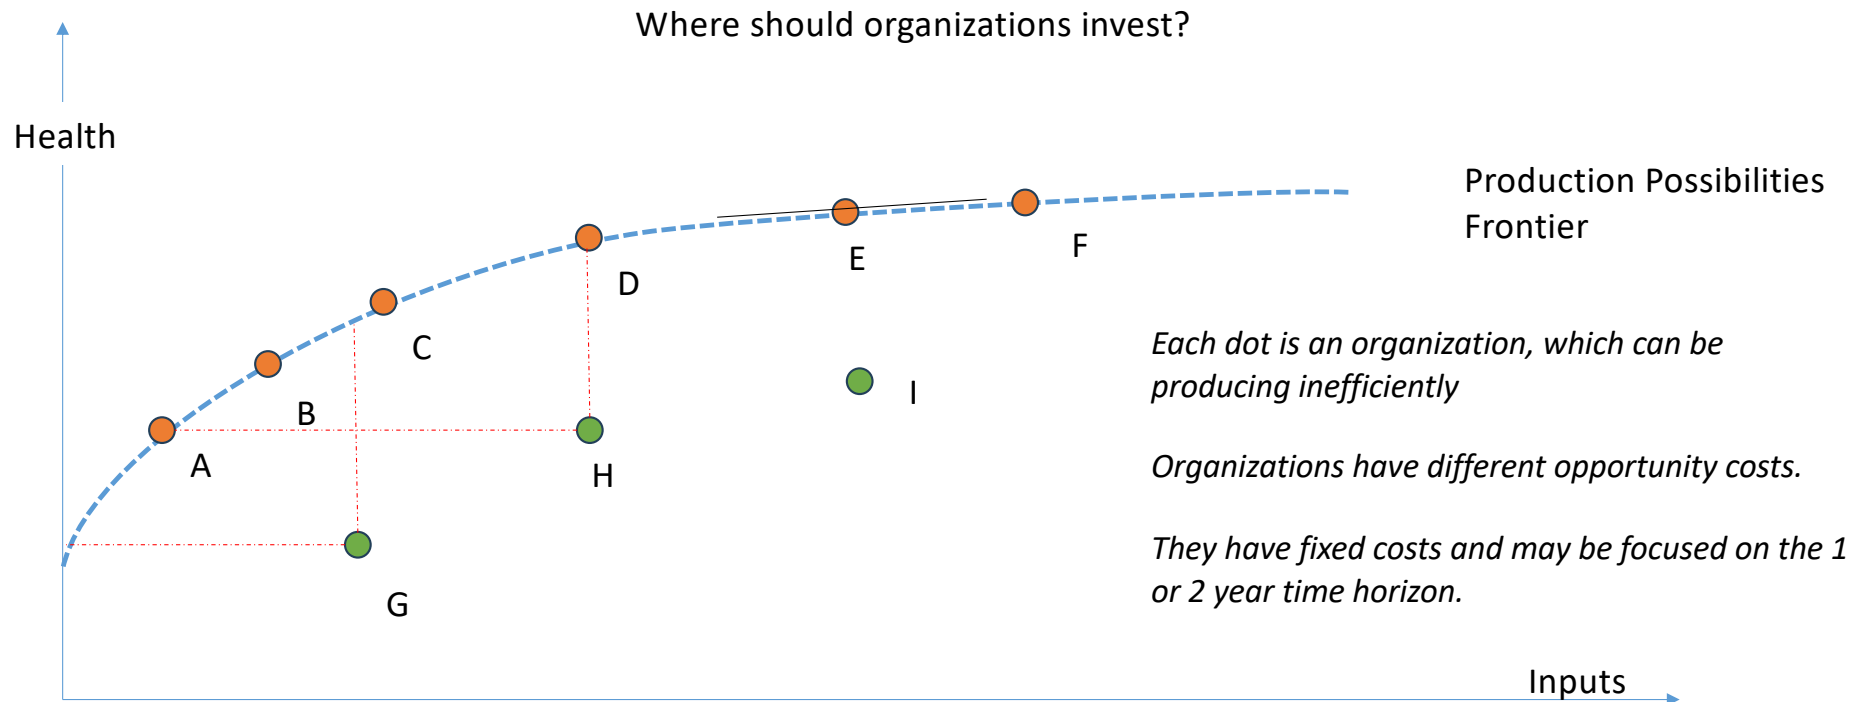 Where should organizations invest?
Health
Production Possibilities
Frontier
E
F
D
C
Each dot is an organization, which can be
producing inefficiently
I
B
A
H
Organizations have different opportunity costs.
They have fixed costs and may be focused on the 1
or 2 year time horizon.
G
Inputs